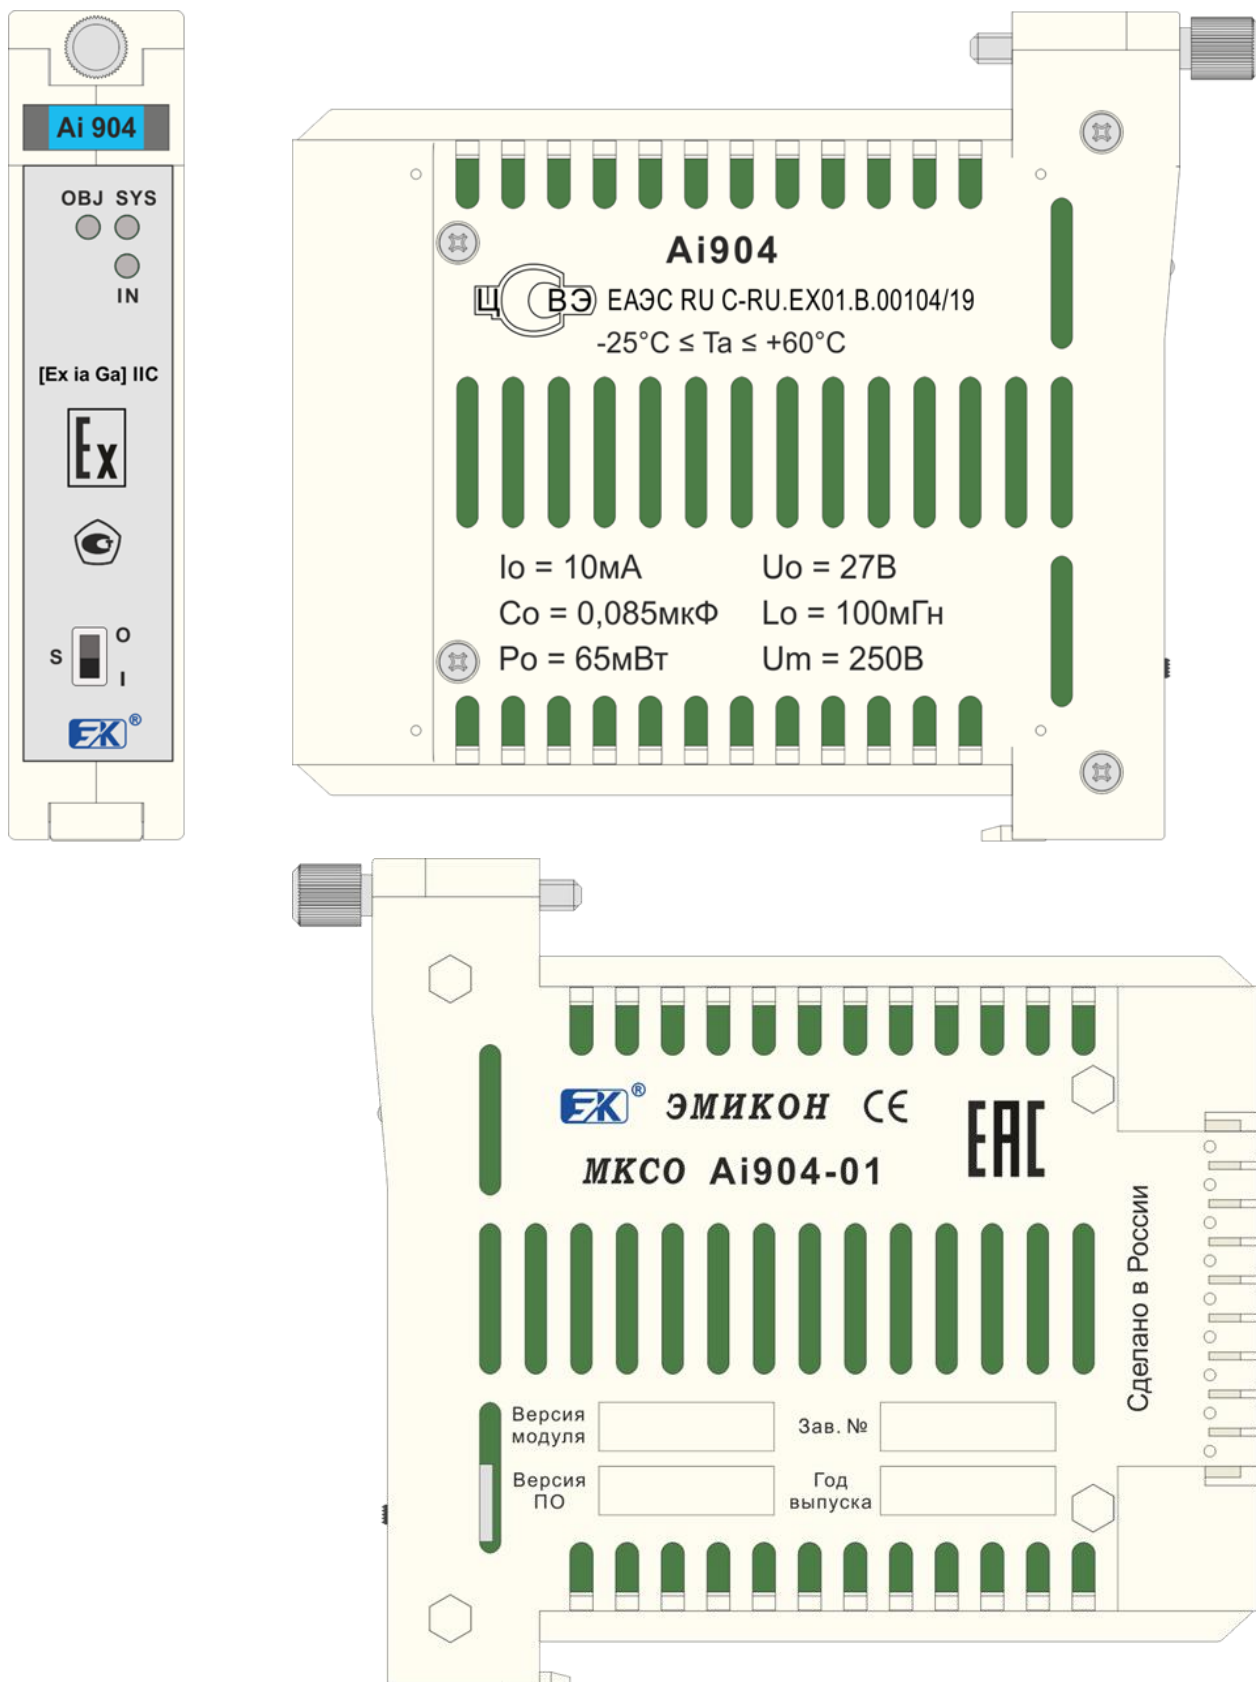 Ai 904
OBJ SYS
IN
[Ex ia Ga] IIC
Ex
S O
I
ЭК®
Ai904
Ц ВЭ ЕАЭС RU C-RU.EX01.B.00104/19
-25°C ≤ Ta ≤ +60°C
Io = 10мА Uo = 27В
Co = 0,085мкФ Lo = 100мГн
Po = 65мВт Um = 250В
ЭК® ЭМИКОН CE EAC
МКСО Ai904-01
Сделано в России
Версия модуля
Зав. №
Версия ПО
Год выпуска